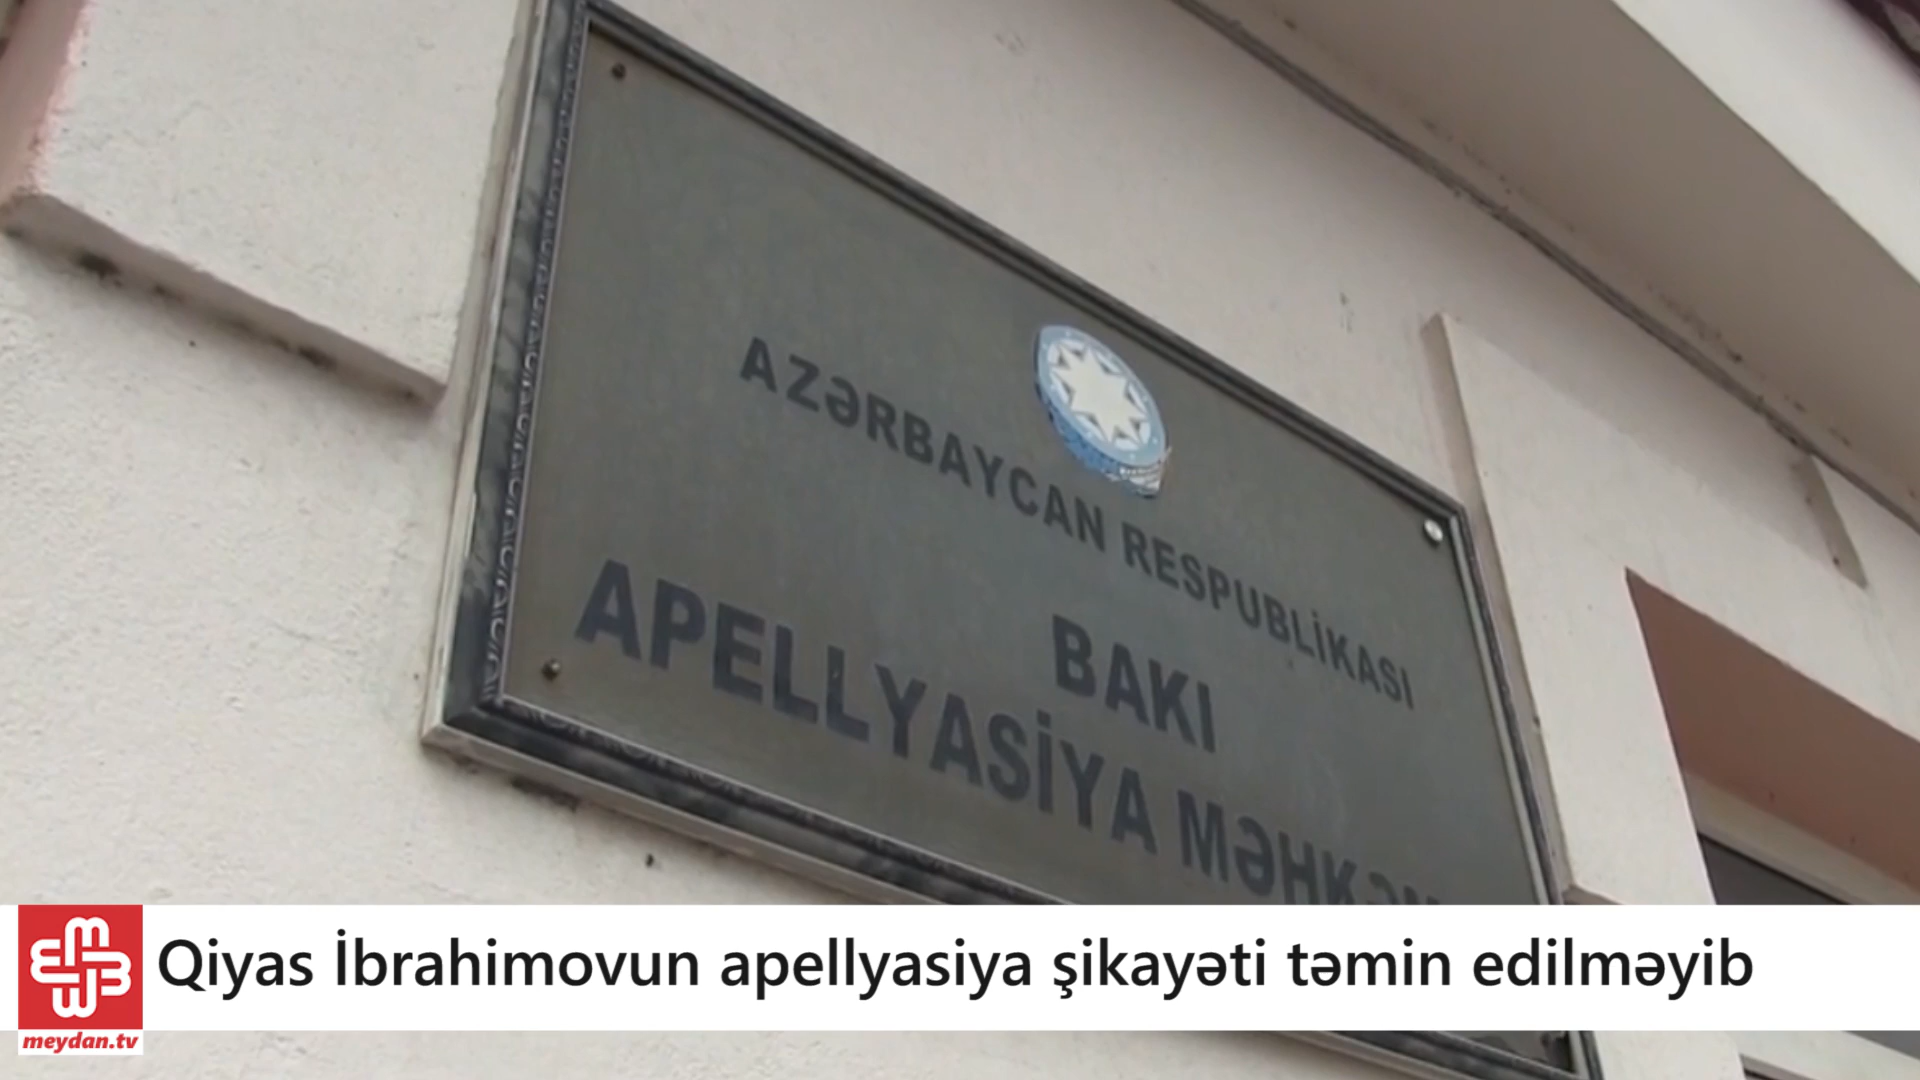 AZƏRBAYCAN RESPUBLİKASI
BAKI
APELLYASİYA
Qiyas İbrahimovun apellyasiya şikayəti təmin edilməyib
meydan.tv